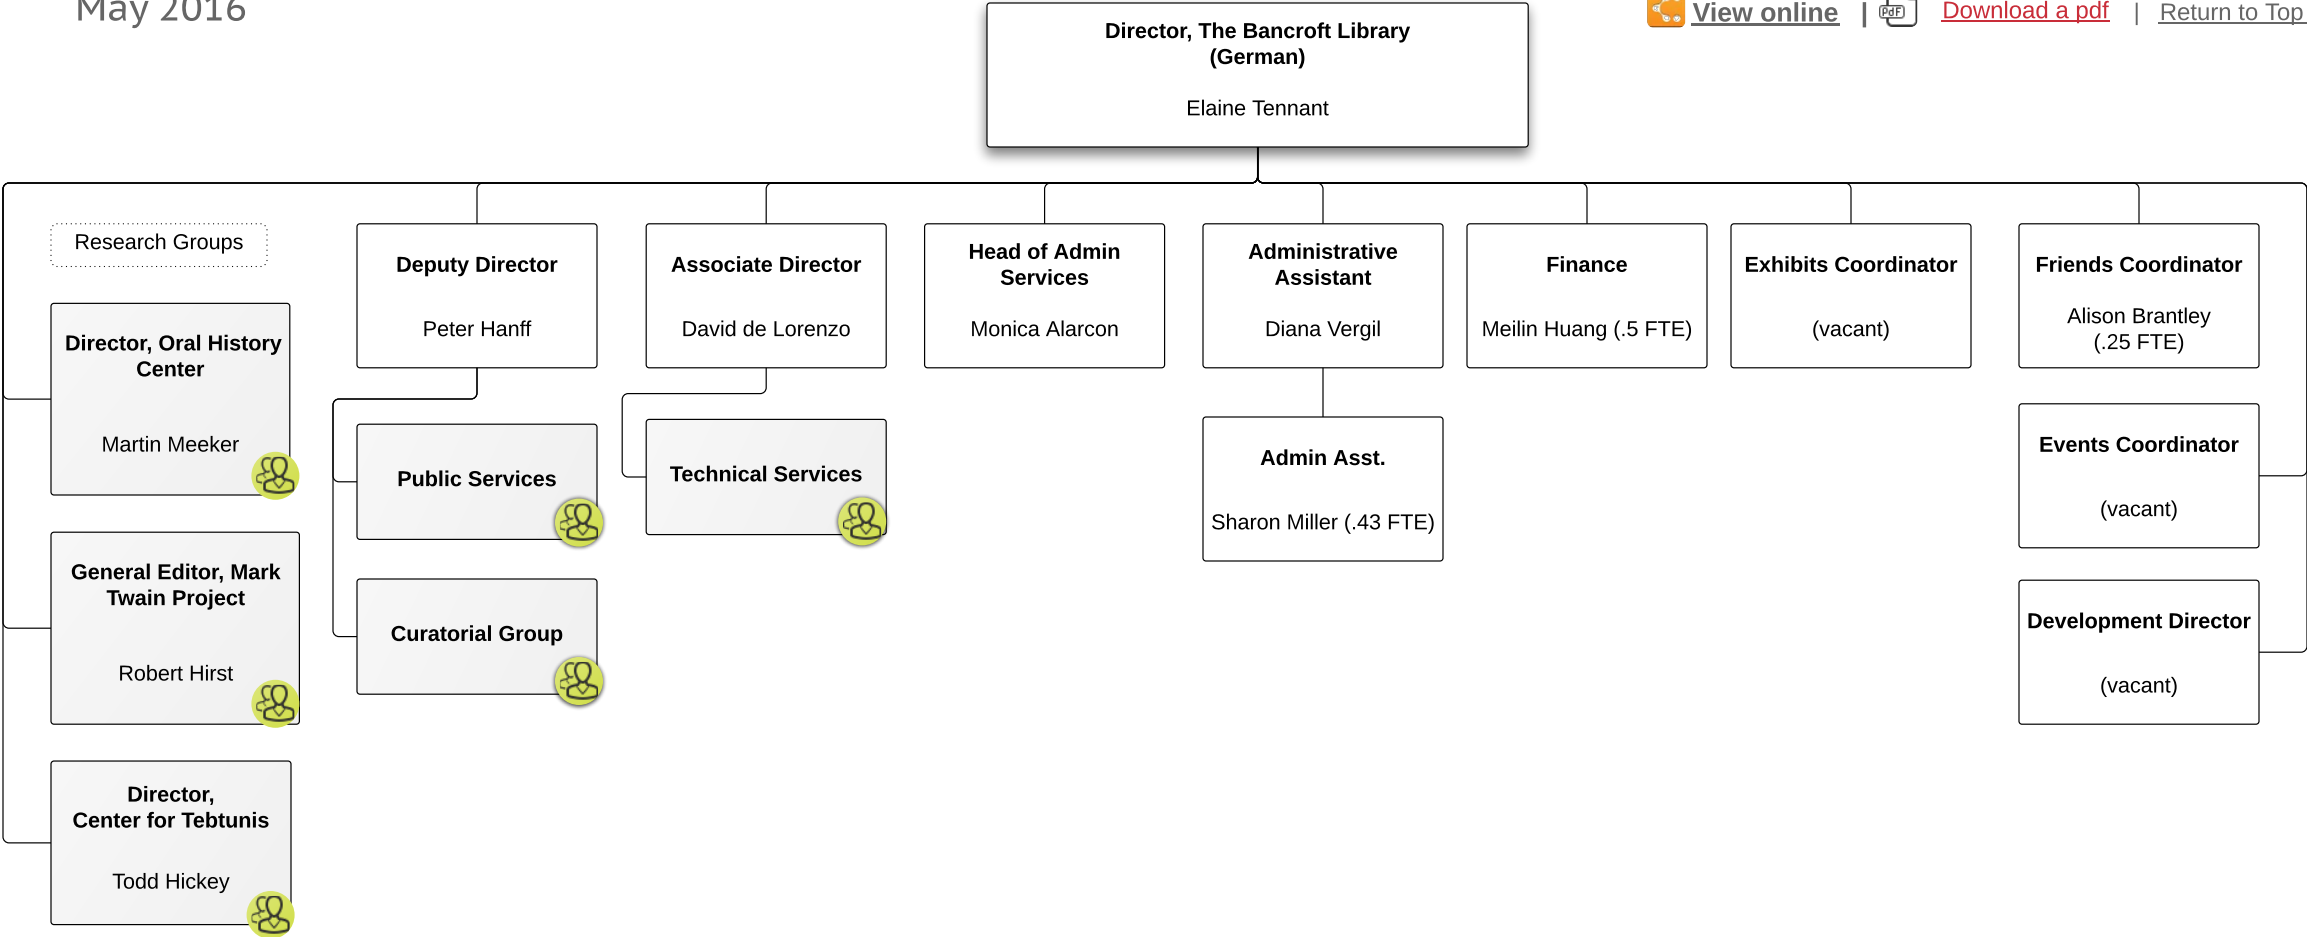 May 2016
View online | PdF Download a pdf | Return to Top
Director, The Bancroft Library
(German)
Elaine Tennant
Research Groups
Director, Oral History
Center
Martin Meeker
General Editor, Mark
Twain Project
Robert Hirst
Director,
Center for Tebtunis
Todd Hickey
Deputy Director
Peter Hanff
Public Services
Curatorial Group
Associate Director
David de Lorenzo
Technical Services
Head of Admin
Services
Monica Alarcon
Administrative
Assistant
Diana Vergil
Admin Asst.
Sharon Miller (.43 FTE)
Finance
Meilin Huang (.5 FTE)
Exhibits Coordinator
(vacant)
Friends Coordinator
Alison Brantley
(.25 FTE)
Events Coordinator
(vacant)
Development Director
(vacant)